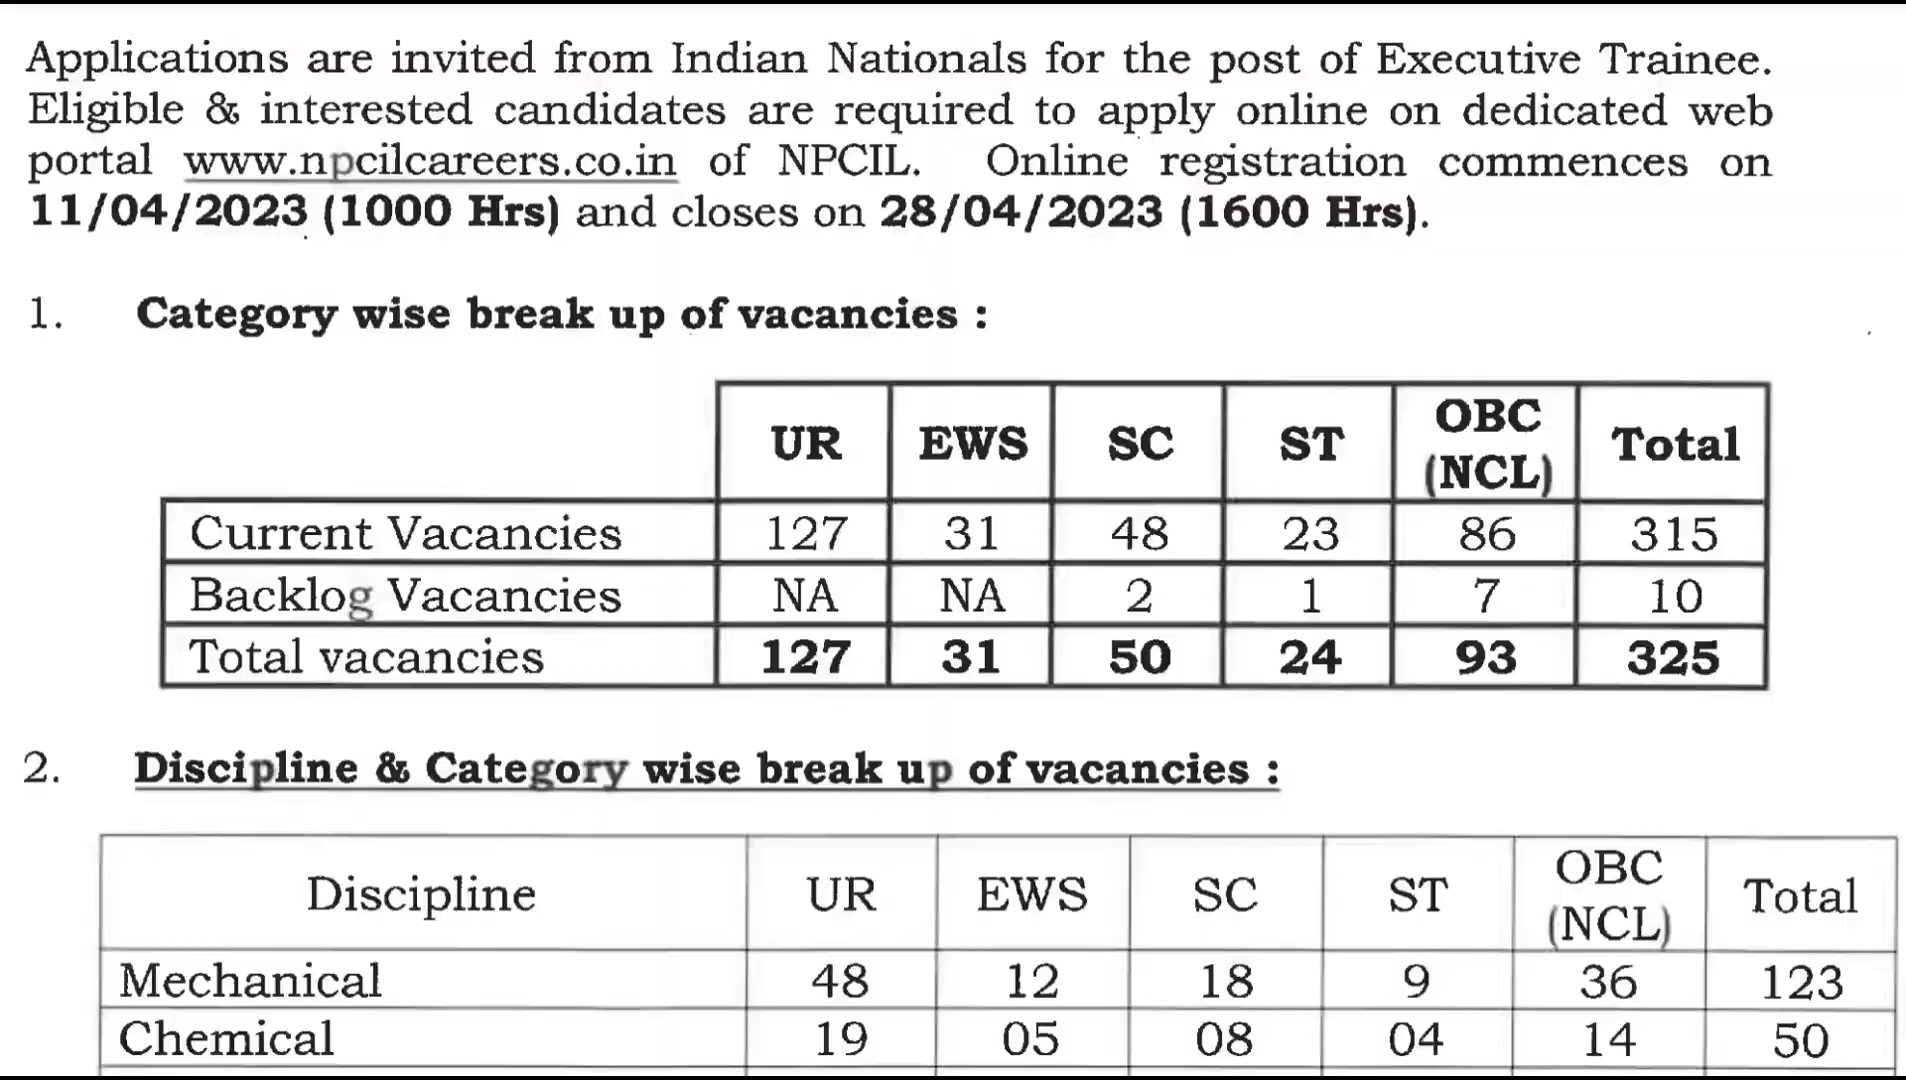 Applications are invited from Indian Nationals for the post of Executive Trainee.
Eligible & interested candidates are required to apply online on dedicated web
portal www.npcilcareers.co.in of NPCIL. Online registration commences on
11/04/2023 (1000 Hrs) and closes on 28/04/2023 (1600 Hrs).
1. Category wise break up of vacancies :
UR EWS SC ST OBC (NCL) Total
Current Vacancies 127 31 48 23 86 315
Backlog Vacancies NA NA 2 1 7 10
Total vacancies 127 31 50 24 93 325
2. Discipline & Category wise break up of vacancies :
Discipline UR EWS SC ST OBC (NCL) Total
Mechanical 48 12 18 9 36 123
Chemical 19 05 08 04 14 50